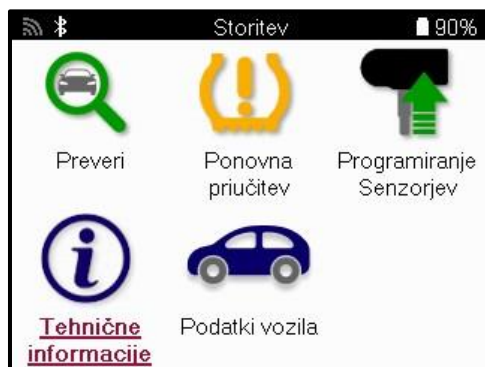 Storitev 90%
Preveri
Ponovna
priučitev
Programiranje
Senzorjev
Tehnične
informacije
Podatki vozila